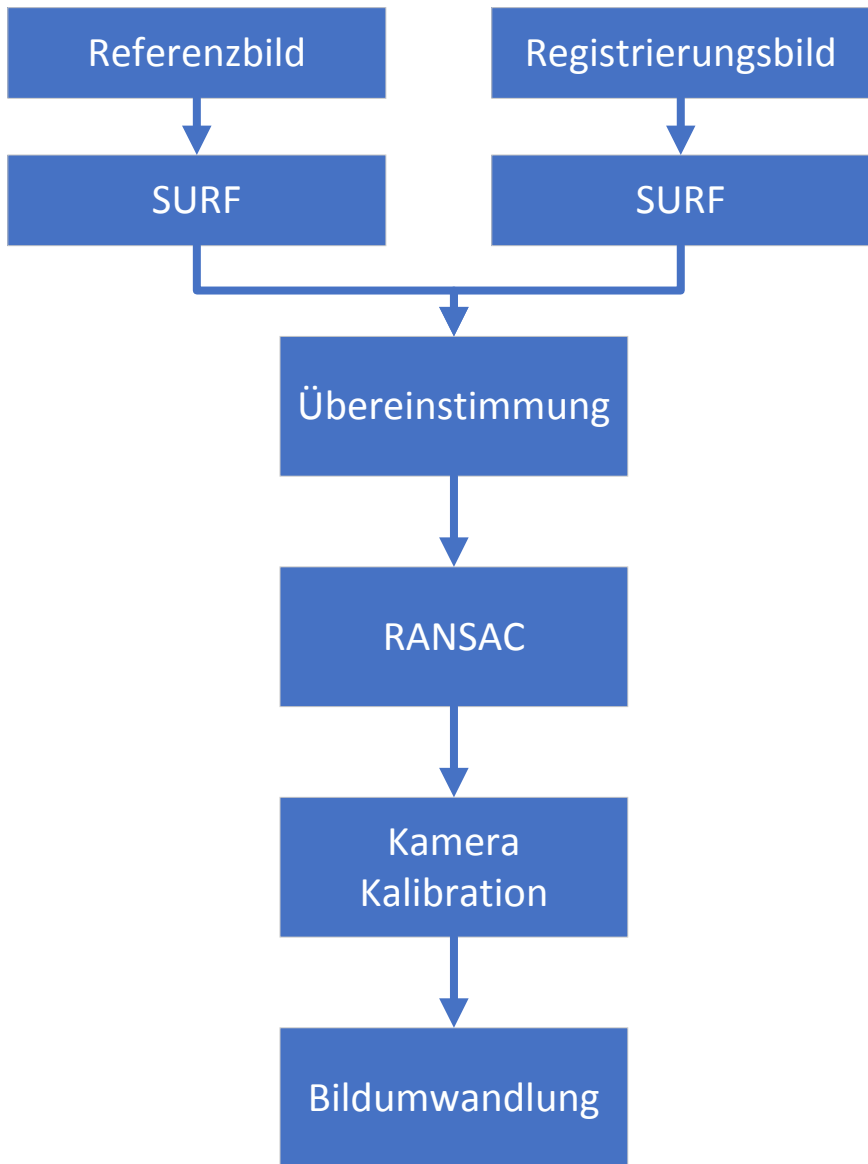 Referenzbild
Registrierungsbild
SURF
SURF
Übereinstimmung
RANSAC
Kamera
Kalibration
Bildumwandlung